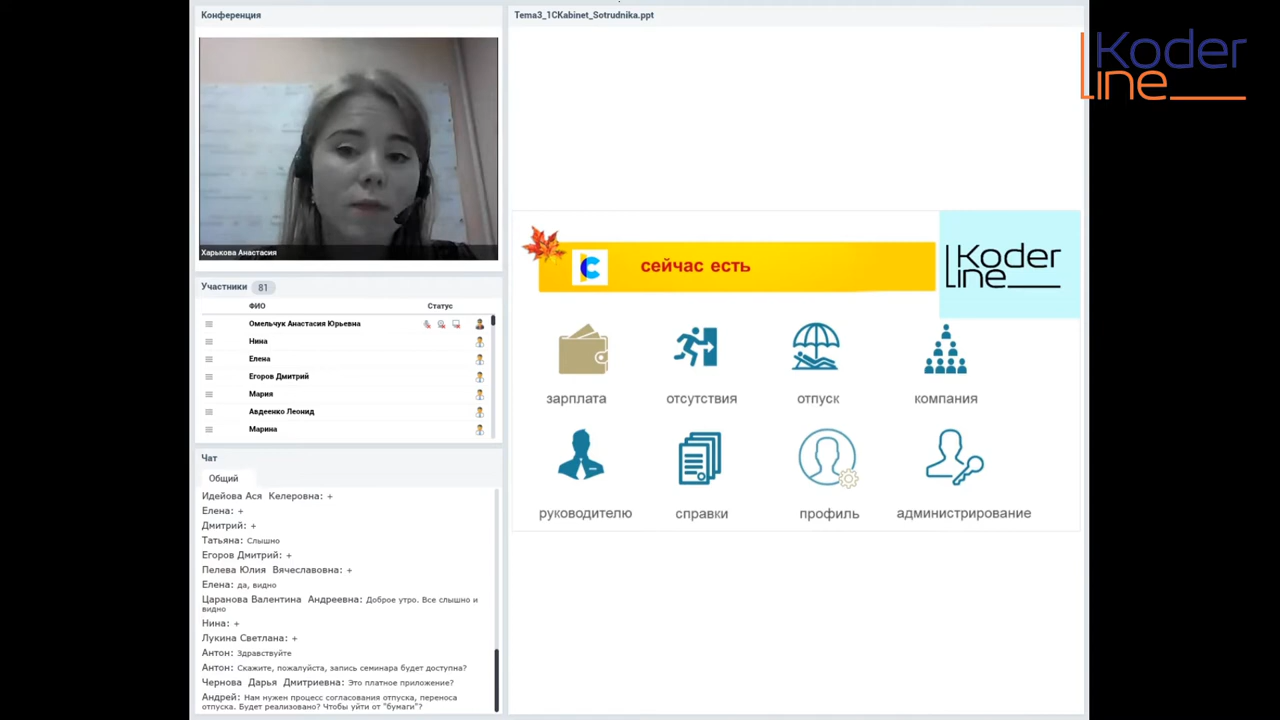 Конференция
Харькова Анастасия
Участники 81
ФИО Статус
Омельчук Анастасия Юрьевна
Нина
Елена
Егоров Дмитрий
Мария
Авдеенко Леонид
Марина
Чат
Общий
Идейова Ася Келеровна: +
Елена: +
Дмитрий: +
Татьяна: Слышно
Егоров Дмитрий: +
Пелева Юлия Вячеславовна: +
Елена: да, видно
Царанова Валентина Андреевна: Доброе утро. Все слышно и
видно
Нина: +
Лукина Светлана: +
Антон: Здравствуйте
Антон: Скажите, пожалуйста, запись семинара будет доступна?
Чернова Дарья Дмитриевна: Это платное приложение?
Андрей: Нам нужен процесс согласования отпуска, переноса
отпуска. Будет реализовано? Чтобы уйти от "бумаги"?
Tema3_1CKabinet_Sotrudnika.ppt
Koder
line
сейчас есть
Koder
line
зарплата отсутствия отпуск компания
руководителю справки профиль администрирование